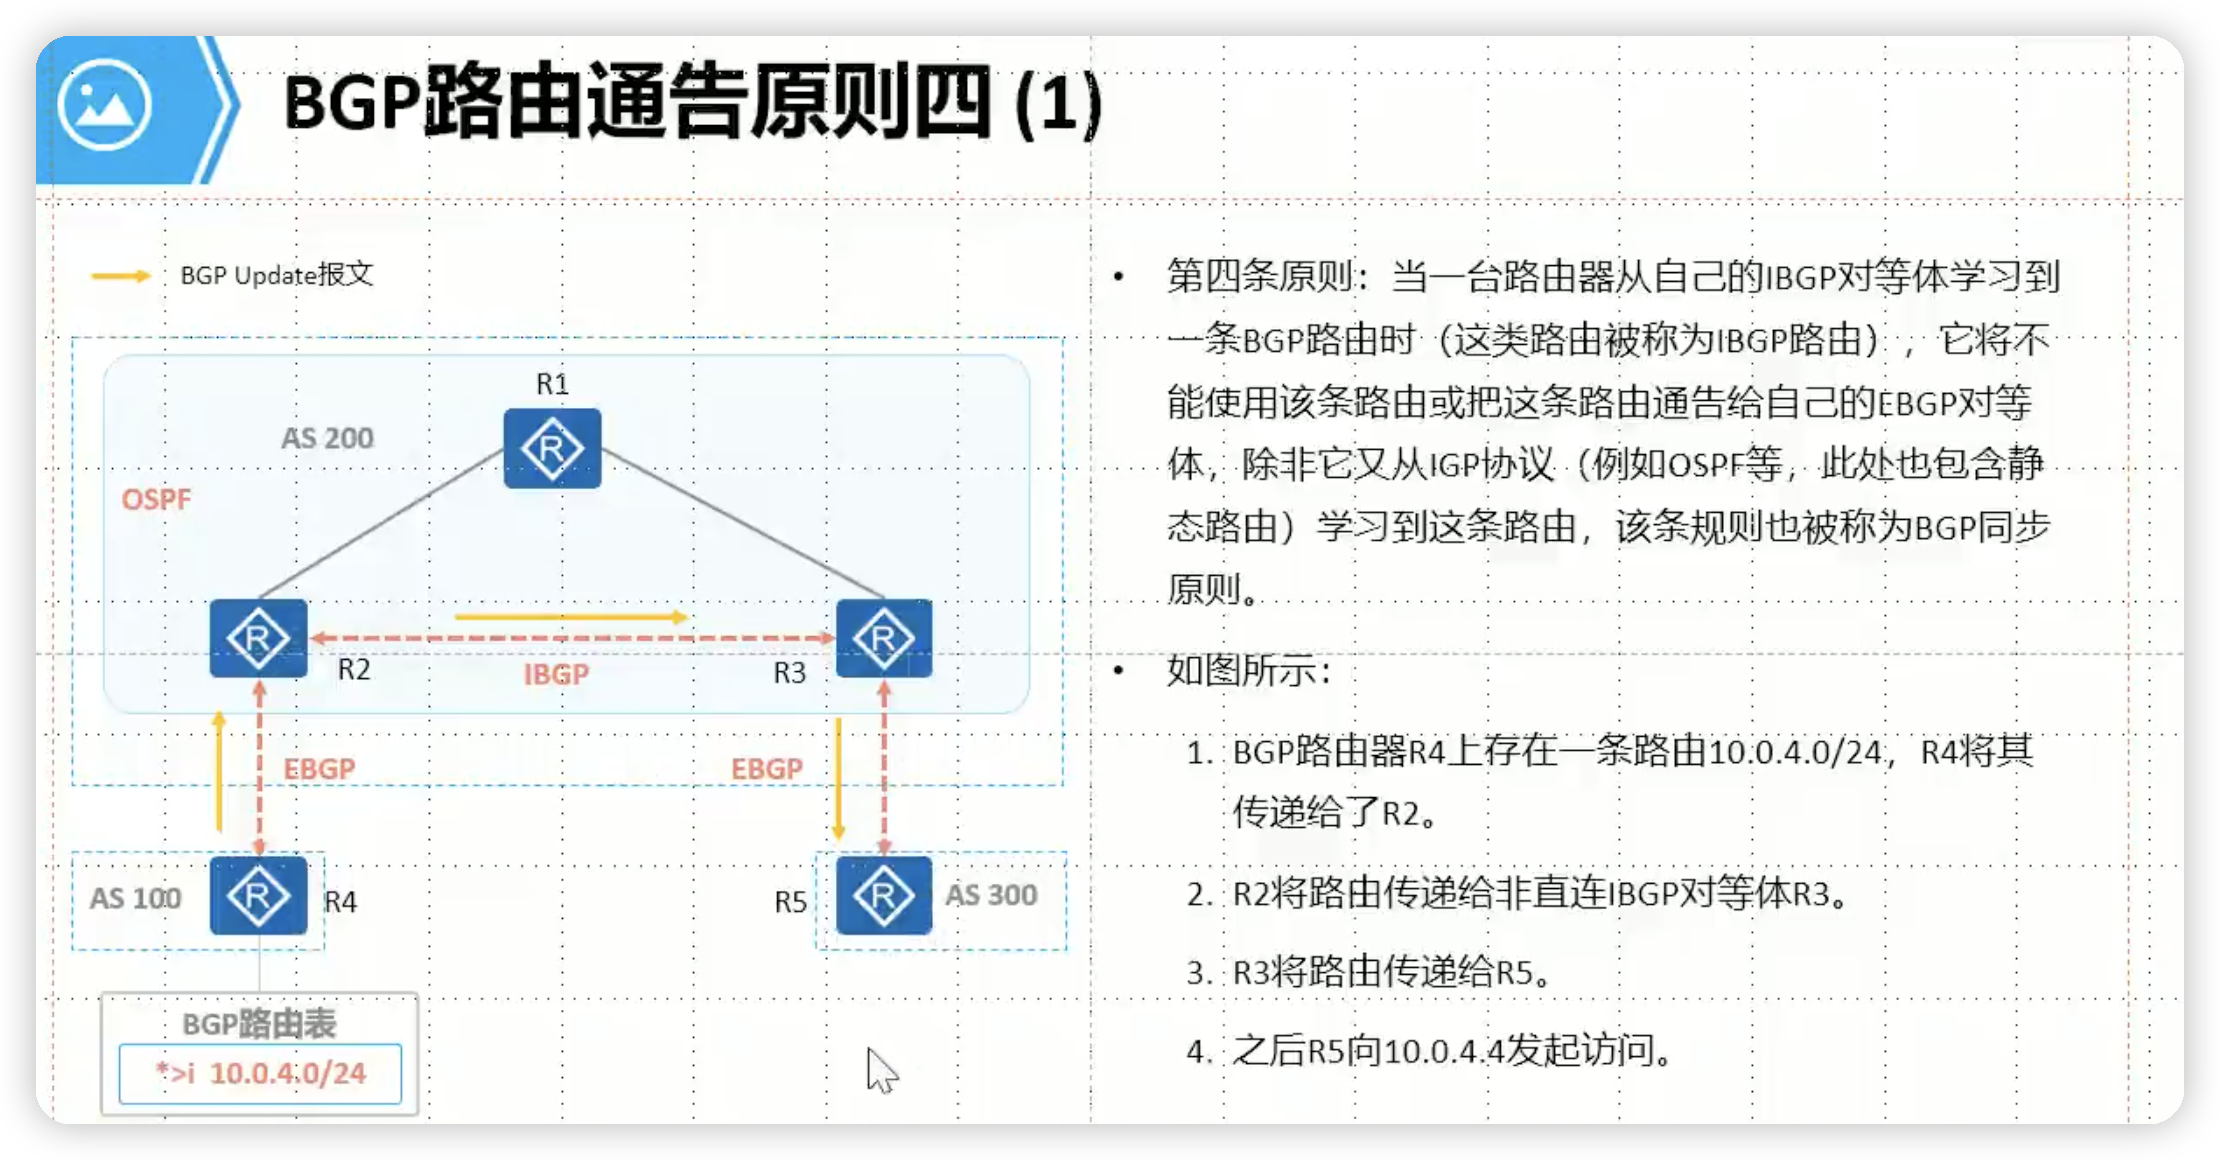 BGP路由通告原则四 (1)
BGP Update报文
R1
AS 200
OSPF
R2
IBGP
R3
EBGP
EBGP
AS 100
R4
R5
AS 300
BGP路由表
*>i 10.0.4.0/24
• 第四条原则：当一台路由器从自己的IBGP对等体学习到
一条BGP路由时（这类路由被称为IBGP路由），它将不
能使用该条路由或把这条路由通告给自己的EBGP对等
体，除非它又从IGP协议（例如OSPF等，此处也包含静
态路由）学习到这条路由，该条规则也被称为BGP同步
原则。
• 如图所示：
1. BGP路由器R4上存在一条路由10.0.4.0/24，R4将其
传递给了R2。
2. R2将路由传递给非直连IBGP对等体R3。
3. R3将路由传递给R5。
4. 之后R5向10.0.4.4发起访问。